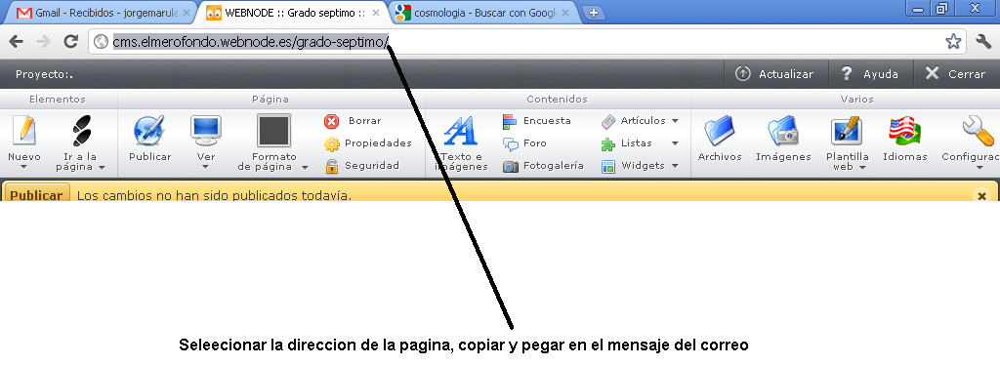 Gmail - Recibidos - jorgemarula
WEBNODE :: Grado septimo ::
cosmologia - Buscar con Google
cms.elmerofondo.webnode.es/grado-septimo/
Proyecto:.
Actualizar
Ayuda
Cerrar
Elementos
Página
Contenidos
Varios
Nuevo
Ir a la
página
Publicar
Ver
Formato
de página
Borrar
Propiedades
Seguridad
Texto e
imágenes
Encuesta
Foro
Fotogalería
Artículos
Listas
Widgets
Archivos
Imágenes
Plantilla
web
Idiomas
Configurac
Publicar
Los cambios no han sido publicados todavía.
Seleecionar la direccion de la pagina, copiar y pegar en el mensaje del correo